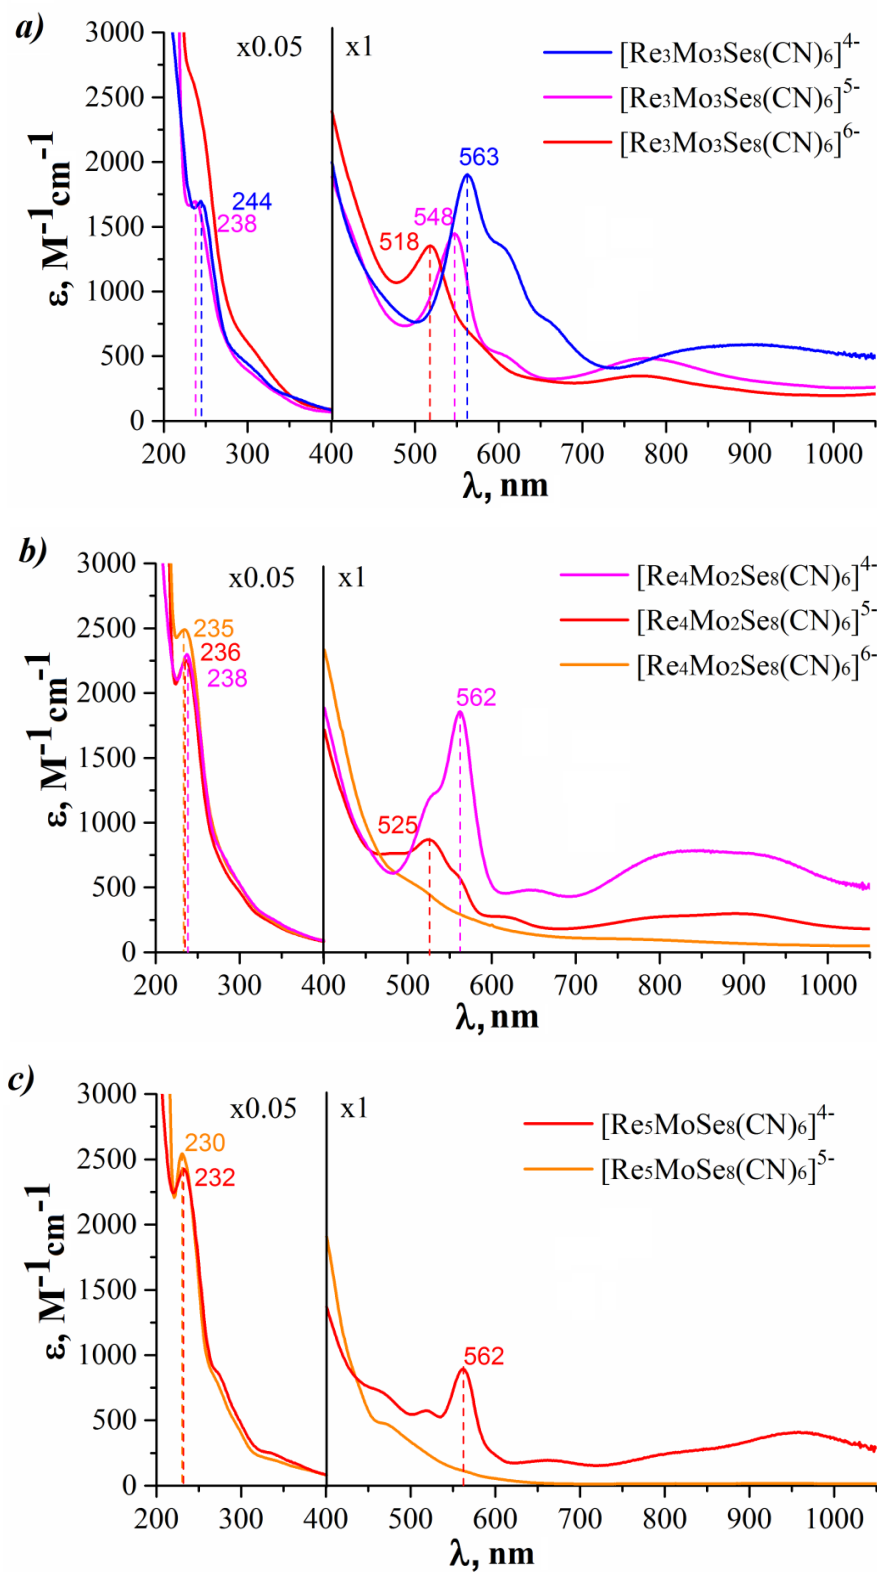 a)
x0.05 x1
[Re₃Mo₃Se₈(CN)₆]⁴⁻
[Re₃Mo₃Se₈(CN)₆]⁵⁻
[Re₃Mo₃Se₈(CN)₆]⁶⁻
3000
2500
2000
1500
1000
500
0
ε, M⁻¹cm⁻¹
244
238
518
548
563
200 300 400 500 600 700 800 900 1000
λ, nm
b)
x0.05 x1
[Re₄Mo₂Se₈(CN)₆]⁴⁻
[Re₄Mo₂Se₈(CN)₆]⁵⁻
[Re₄Mo₂Se₈(CN)₆]⁶⁻
3000
2500
2000
1500
1000
500
0
ε, M⁻¹cm⁻¹
235
236
238
525
562
200 300 400 500 600 700 800 900 1000
λ, nm
c)
x0.05 x1
[Re₅MoSe₈(CN)₆]⁴⁻
[Re₅MoSe₈(CN)₆]⁵⁻
3000
2500
2000
1500
1000
500
0
ε, M⁻¹cm⁻¹
230
232
562
200 300 400 500 600 700 800 900 1000
λ, nm